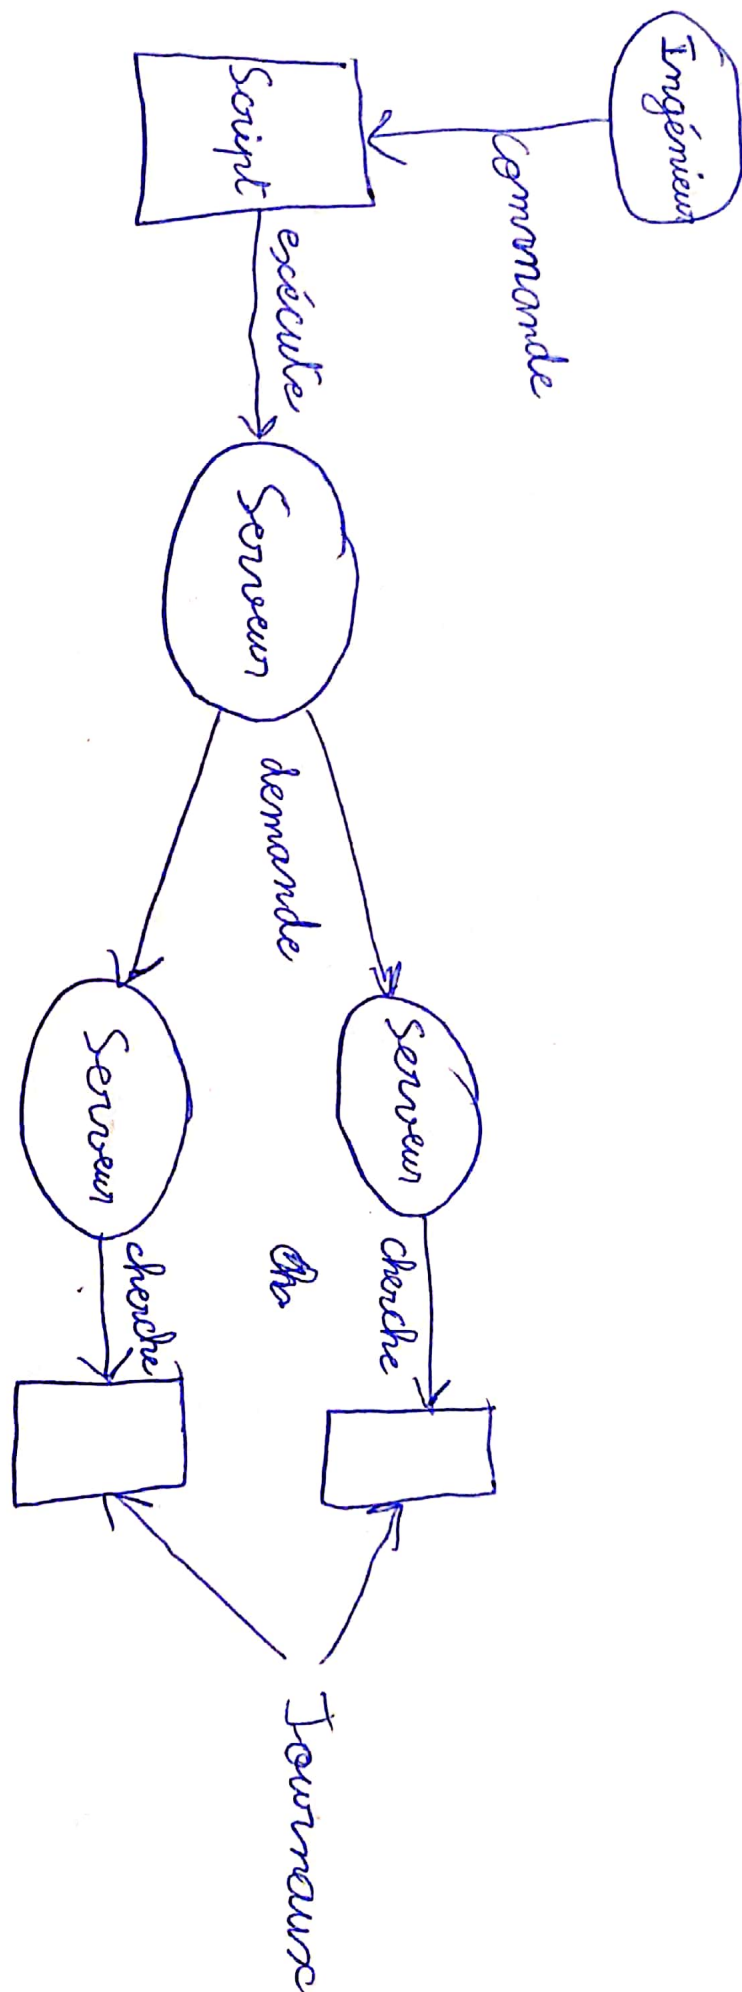 Ingénieur
Commande
Script
exécute
Serveur
demande
Serveur
cherche
Serveur
cherche
Journaux